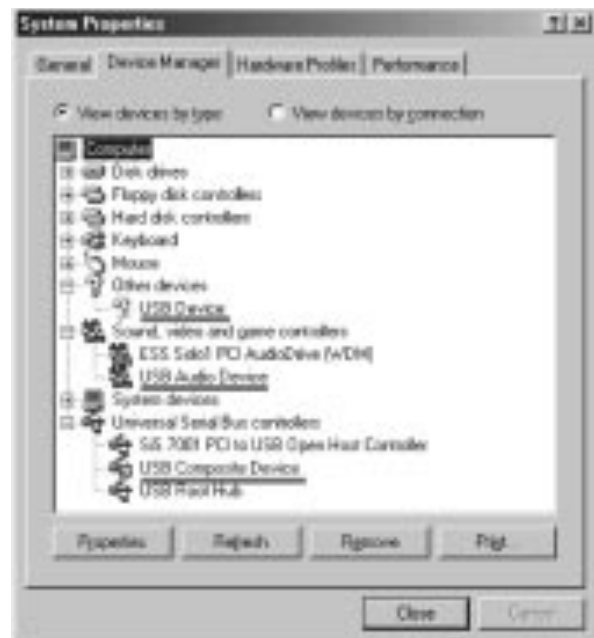 System Properties
General Device Manager Hardware Profiles Performance
View devices by type View devices by connection
Computer
Disk drives
Floppy disk controllers
Hard disk controllers
Keyboard
Mouse
Other devices
USB Device
Sound, video and game controllers
ESS Solo1 PCI AudioDrive (WDM)
USB Audio Device
System devices
Universal Serial Bus controllers
SiS 7001 PCI to USB Open Host Controller
USB Composite Device
USB Root Hub
Properties Refresh Remove Print...
Close Cancel